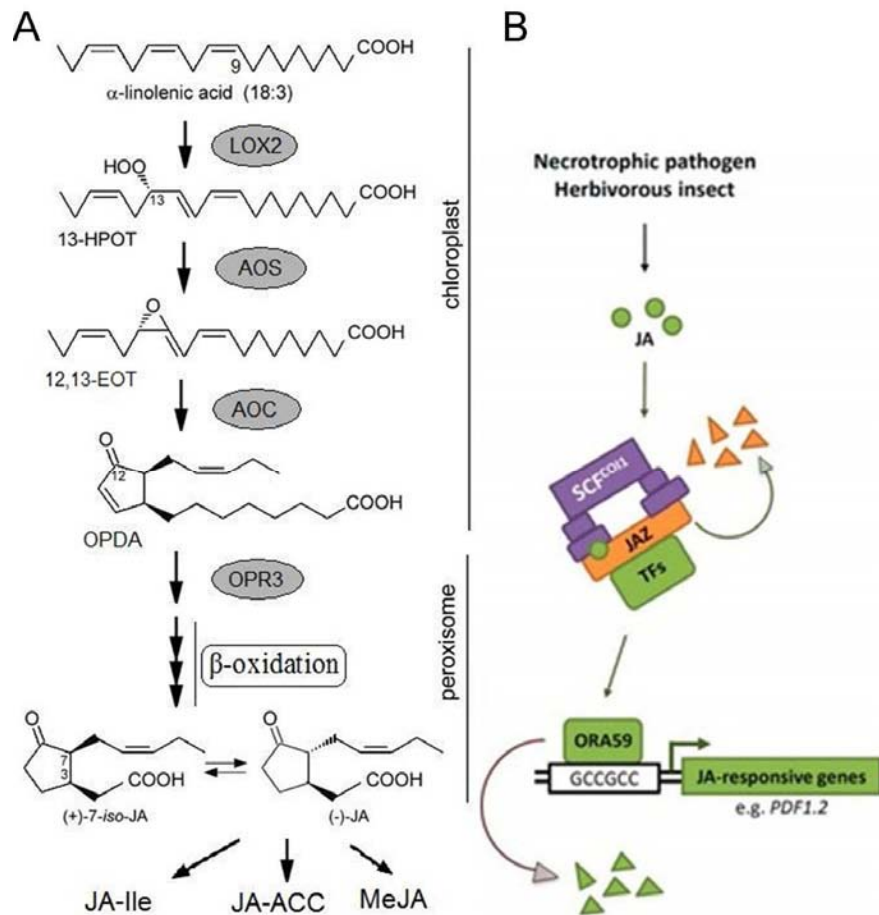 A
COOH
9
α-linolenic acid (18:3)
LOX2
HOO
13
COOH
13-HPOT
AOS
O
COOH
12,13-EOT
AOC
O
12
COOH
OPDA
OPR3
β-oxidation
O
7
3
COOH
(+)-7-iso-JA
O
COOH
(-)-JA
JA-Ile
JA-ACC
MeJA
chloroplast
peroxisome
B
Necrotrophic pathogen
Herbivorous insect
JA
SCF^COI1
JAZ
TFs
ORA59
GCCGCC
JA-responsive genes
e.g. PDF1.2